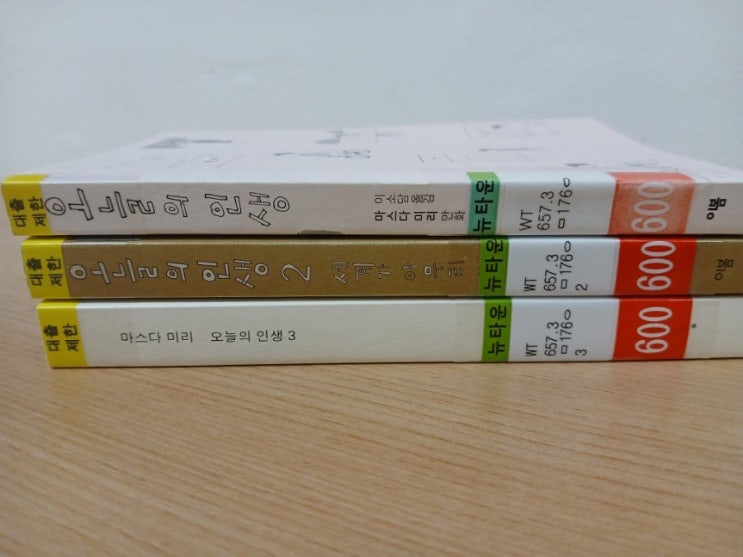 대출
제한
오늘의 인생
이소담 옮김
마스다 미리 만화
뉴타운
WT
657.3
ㅁ176ㅇ
600
이봄
대출
제한
오늘의 인생 2 세계가 아무리
뉴타운
WT
657.3
ㅁ176ㅇ
2
600
이봄
대출
제한
마스다 미리 오늘의 인생 3
뉴타운
WT
657.3
ㅁ176ㅇ
3
600